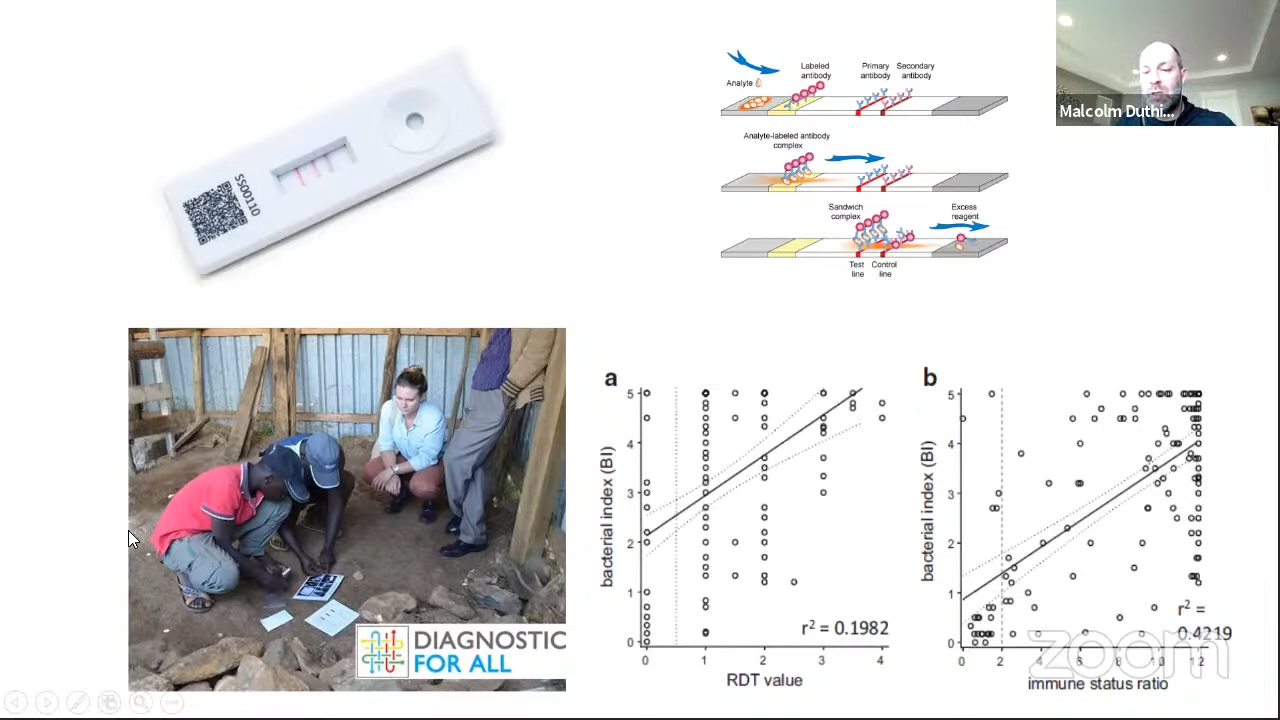 Malcolm Duthi...
SS00110
Analyte
Labeled
antibody
Primary
antibody
Secondary
antibody
Analyte-labeled antibody
complex
Sandwich
complex
Excess
reagent
Test
line
Control
line
DIAGNOSTIC
FOR ALL
a
bacterial index (BI)
5
4
3
2
1
0
r² = 0.1982
0 1 2 3 4
RDT value
b
bacterial index (BI)
5
4
3
2
1
0
r² =
0.4219
0 2 4 6 8 10 12
immune status ratio
zoom